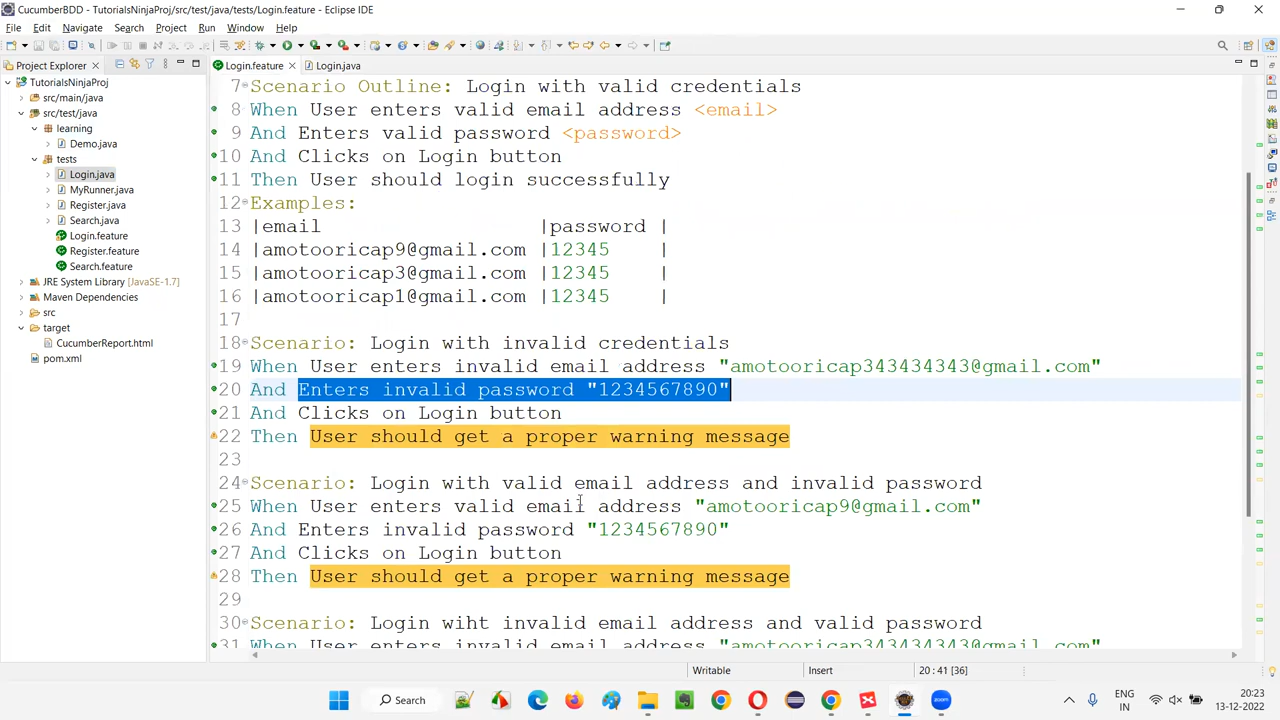 CucumberBDD - TutorialsNinjaProj/src/test/java/tests/Login.feature - Eclipse IDE
File Edit Navigate Search Project Run Window Help
Project Explorer
TutorialsNinjaProj
src/main/java
src/test/java
learning
Demo.java
tests
Login.java
MyRunner.java
Register.java
Search.java
Login.feature
Register.feature
Search.feature
JRE System Library [JavaSE-1.7]
Maven Dependencies
src
target
CucumberReport.html
pom.xml
Login.feature Login.java
7 Scenario Outline: Login with valid credentials
8 When User enters valid email address <email>
9 And Enters valid password <password>
10 And Clicks on Login button
11 Then User should login successfully
12 Examples:
13 |email |password |
14 |amotooricap9@gmail.com |12345 |
15 |amotooricap3@gmail.com |12345 |
16 |amotooricap1@gmail.com |12345 |
17
18 Scenario: Login with invalid credentials
19 When User enters invalid email address "amotooricap343434343@gmail.com"
20 And Enters invalid password "1234567890"
21 And Clicks on Login button
22 Then User should get a proper warning message
23
24 Scenario: Login with valid email address and invalid password
25 When User enters valid email address "amotooricap9@gmail.com"
26 And Enters invalid password "1234567890"
27 And Clicks on Login button
28 Then User should get a proper warning message
29
30 Scenario: Login wiht invalid email address and valid password
31 When User enters invalid email address "amotooricap343434343@gmail.com"
Writable Insert 20 : 41 [36]
Search
ENG
IN
20:23
13-12-2022